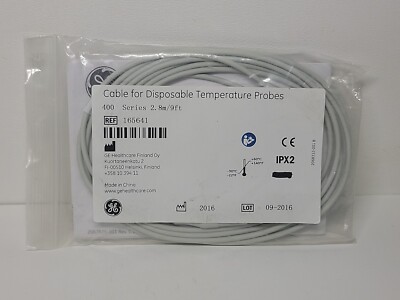 Cable for Disposable Temperature Probes
400 Series 2.8m/9ft
REF 165641
GE Healthcare Finland Oy
Kuortaneenkatu 2
FI-00510 Helsinki, Finland
+358 10 394 11
Made in China
www.gehealthcare.com
CE
IPX2
2016
LOT 09-2016